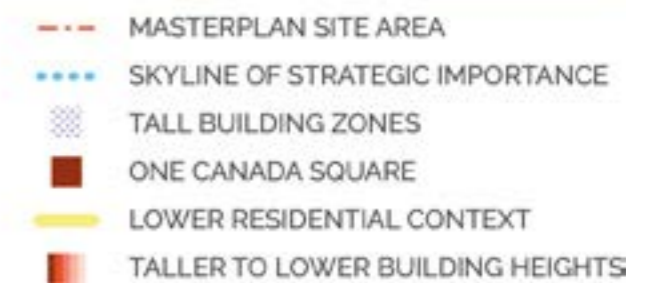 MASTERPLAN SITE AREA
SKYLINE OF STRATEGIC IMPORTANCE
TALL BUILDING ZONES
ONE CANADA SQUARE
LOWER RESIDENTIAL CONTEXT
TALLER TO LOWER BUILDING HEIGHTS